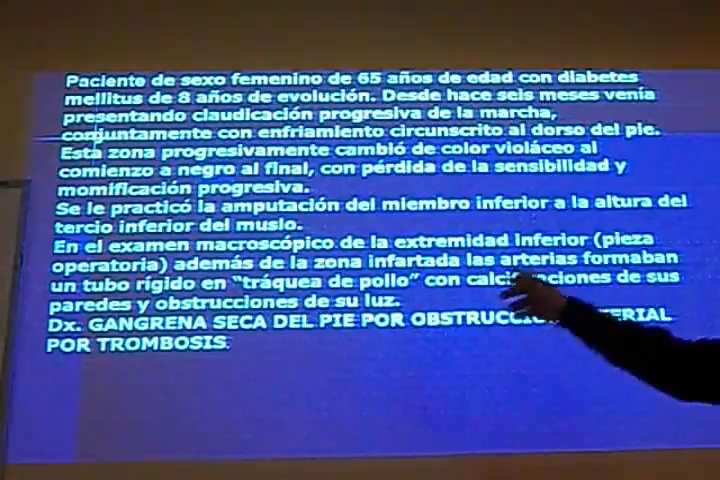 Paciente de sexo femenino de 65 años de edad con diabetes
mellitus de 8 años de evolución. Desde hace seis meses venía
presentando claudicación progresiva de la marcha,
conjuntamente con enfriamiento circunscrito al dorso del pie.
Esta zona progresivamente cambió de color violáceo al
comienzo a negro al final, con pérdida de la sensibilidad y
momificación progresiva.
Se le practicó la amputación del miembro inferior a la altura del
tercio inferior del muslo.
En el examen macroscópico de la extremidad inferior (pieza
operatoria) además de la zona infartada las arterias formaban
un tubo rígido en "tráquea de pollo" con calcificaciones de sus
paredes y obstrucciones de su luz.
Dx. GANGRENA SECA DEL PIE POR
POR TROMBOSIS.